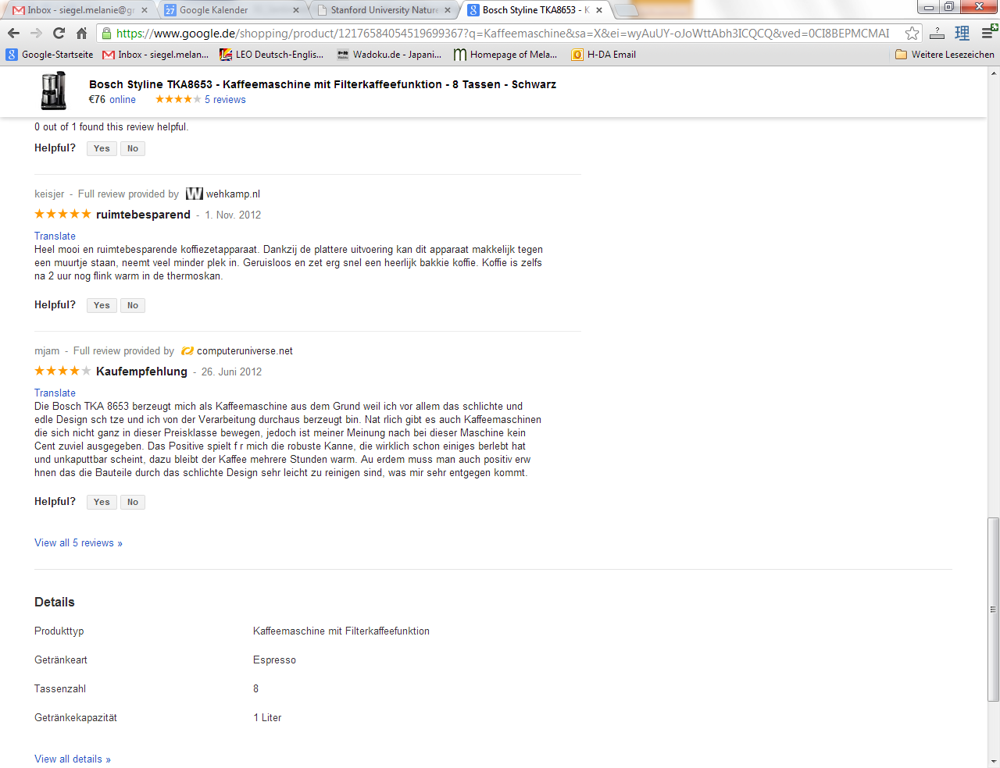 Inbox - siegel.melanie@g
Google Kalender
Stanford University Nature
Bosch Styline TKA8653 - K
https://www.google.de/shopping/product/12176584054519699367?q=Kaffeemaschine&sa=X&ei=wyAuUY-oJoWttAbh3ICQCQ&ved=0CI8BEPMCMAI
Google-Startseite
Inbox - siegel.melan...
LEO Deutsch-Englis...
Wadoku.de - Japani...
Homepage of Mela...
H-DA Email
Weitere Lesezeichen
Bosch Styline TKA8653 - Kaffeemaschine mit Filterkaffeefunktion - 8 Tassen - Schwarz
€76 online 5 reviews
0 out of 1 found this review helpful.
Helpful? Yes No
keisjer - Full review provided by wehkamp.nl
ruimtebesparend - 1. Nov. 2012
Translate
Heel mooi en ruimtebesparende koffiezetapparaat. Dankzij de plattere uitvoering kan dit apparaat makkelijk tegen
een muurtje staan, neemt veel minder plek in. Geruisloos en zet erg snel een heerlijk bakkie koffie. Koffie is zelfs
na 2 uur nog flink warm in de thermoskan.
Helpful? Yes No
mjam - Full review provided by computeruniverse.net
Kaufempfehlung - 26. Juni 2012
Translate
Die Bosch TKA 8653 berzeugt mich als Kaffeemaschine aus dem Grund weil ich vor allem das schlichte und
edle Design sch tze und ich von der Verarbeitung durchaus berzeugt bin. Nat rlich gibt es auch Kaffeemaschinen
die sich nicht ganz in dieser Preisklasse bewegen, jedoch ist meiner Meinung nach bei dieser Maschine kein
Cent zuviel ausgegeben. Das Positive spielt f r mich die robuste Kanne, die wirklich schon einiges berlebt hat
und unkaputtbar scheint, dazu bleibt der Kaffee mehrere Stunden warm. Au erdem muss man auch positiv erw
hnen das die Bauteile durch das schlichte Design sehr leicht zu reinigen sind, was mir sehr entgegen kommt.
Helpful? Yes No
View all 5 reviews »
Details
Produkttyp Kaffeemaschine mit Filterkaffeefunktion
Getränkeart Espresso
Tassenzahl 8
Getränkekapazität 1 Liter
View all details »